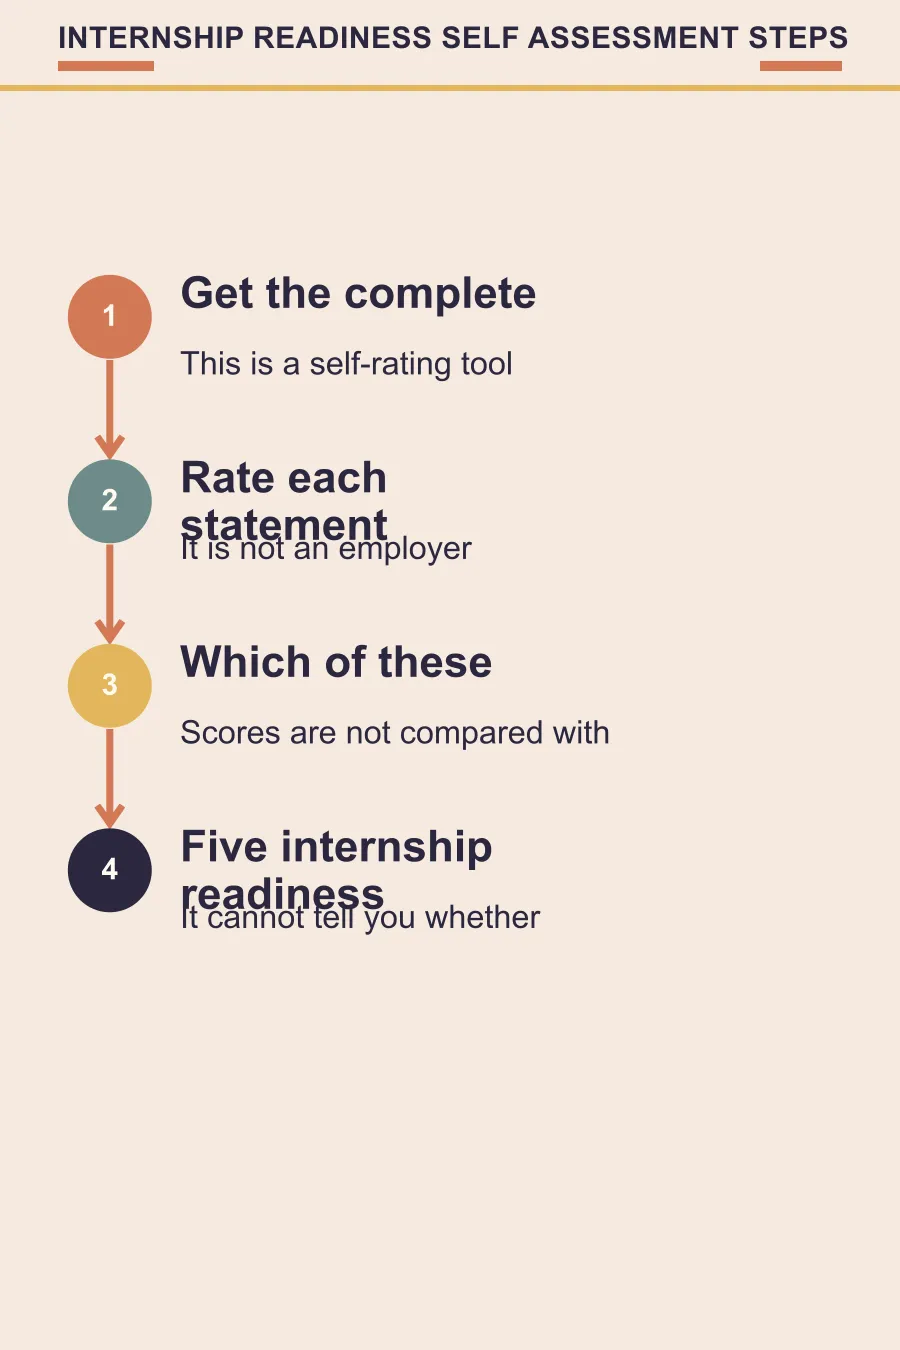 INTERNSHIP READINESS SELF ASSESSMENT STEPS
1
Get the complete
This is a self-rating tool
2
Rate each
statement
It is not an employer
3
Which of these
Scores are not compared with
4
Five internship
readiness
It cannot tell you whether